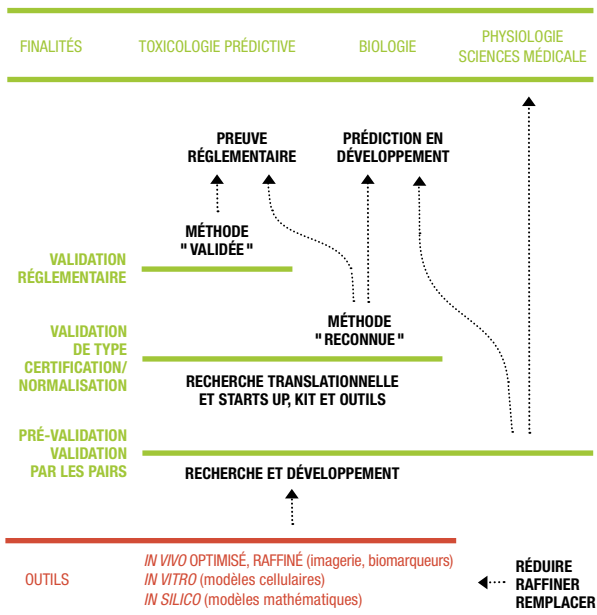 FINALITÉS
TOXICOLOGIE PRÉDICTIVE
BIOLOGIE
PHYSIOLOGIE
SCIENCES MÉDICALE
PREUVE
RÉGLEMENTAIRE
PRÉDICTION EN
DÉVELOPPEMENT
MÉTHODE
"VALIDÉE"
VALIDATION
RÉGLEMENTAIRE
MÉTHODE
"RECONNUE"
VALIDATION
DE TYPE
CERTIFICATION/
NORMALISATION
RECHERCHE TRANSLATIONNELLE
ET STARTS UP, KIT ET OUTILS
PRÉ-VALIDATION
VALIDATION
PAR LES PAIRS
RECHERCHE ET DÉVELOPPEMENT
OUTILS
IN VIVO OPTIMISÉ, RAFFINÉ (imagerie, biomarqueurs)
IN VITRO (modèles cellulaires)
IN SILICO (modèles mathématiques)
RÉDUIRE
RAFFINER
REMPLACER